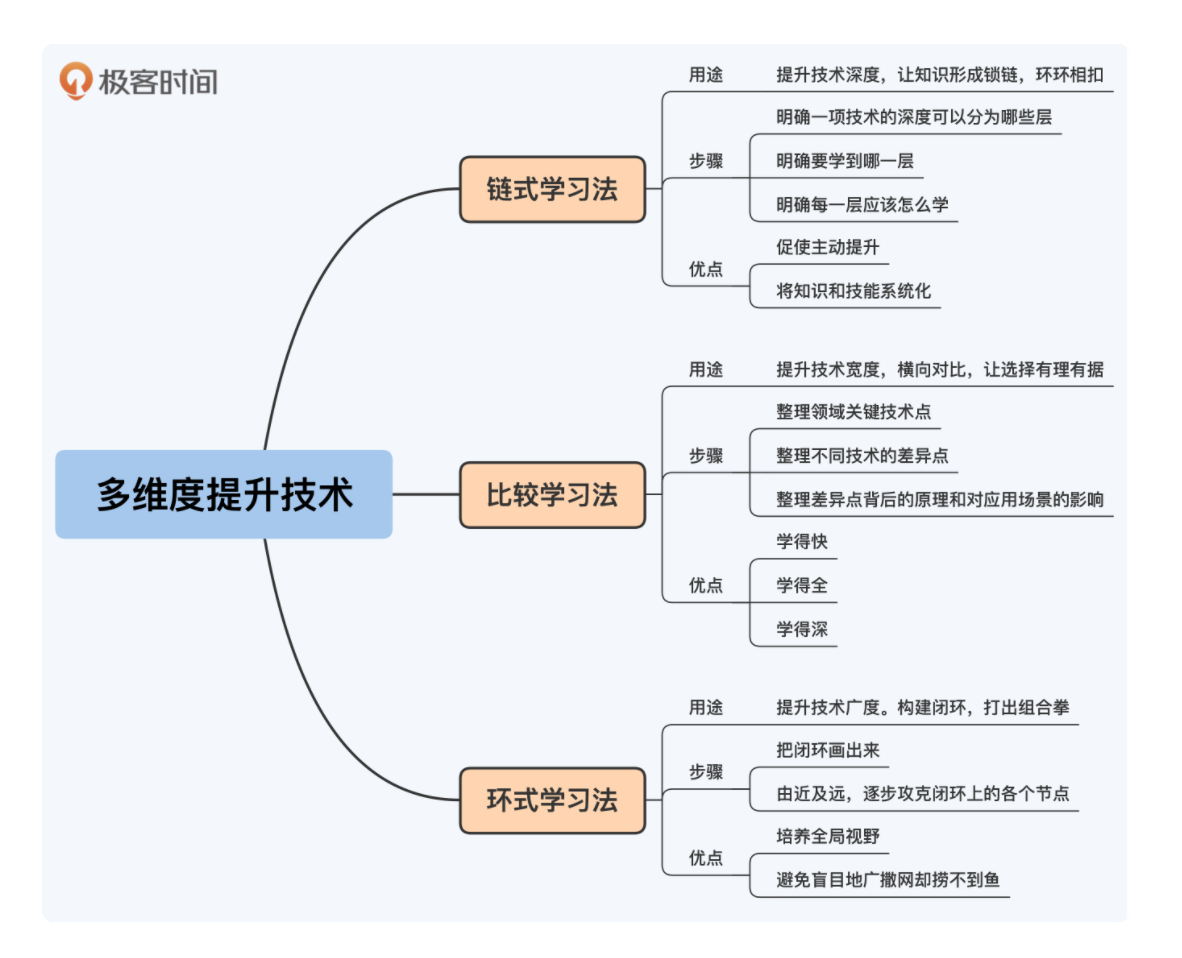 极客时间
多维度提升技术
链式学习法
用途
提升技术深度，让知识形成锁链，环环相扣
步骤
明确一项技术的深度可以分为哪些层
明确要学到哪一层
明确每一层应该怎么学
优点
促使主动提升
将知识和技能系统化
比较学习法
用途
提升技术宽度，横向对比，让选择有理有据
步骤
整理领域关键技术点
整理不同技术的差异点
整理差异点背后的原理和对应用场景的影响
优点
学得快
学得全
学得深
环式学习法
用途
提升技术广度。构建闭环，打出组合拳
步骤
把闭环画出来
由近及远，逐步攻克闭环上的各个节点
优点
培养全局视野
避免盲目地广撒网却捞不到鱼